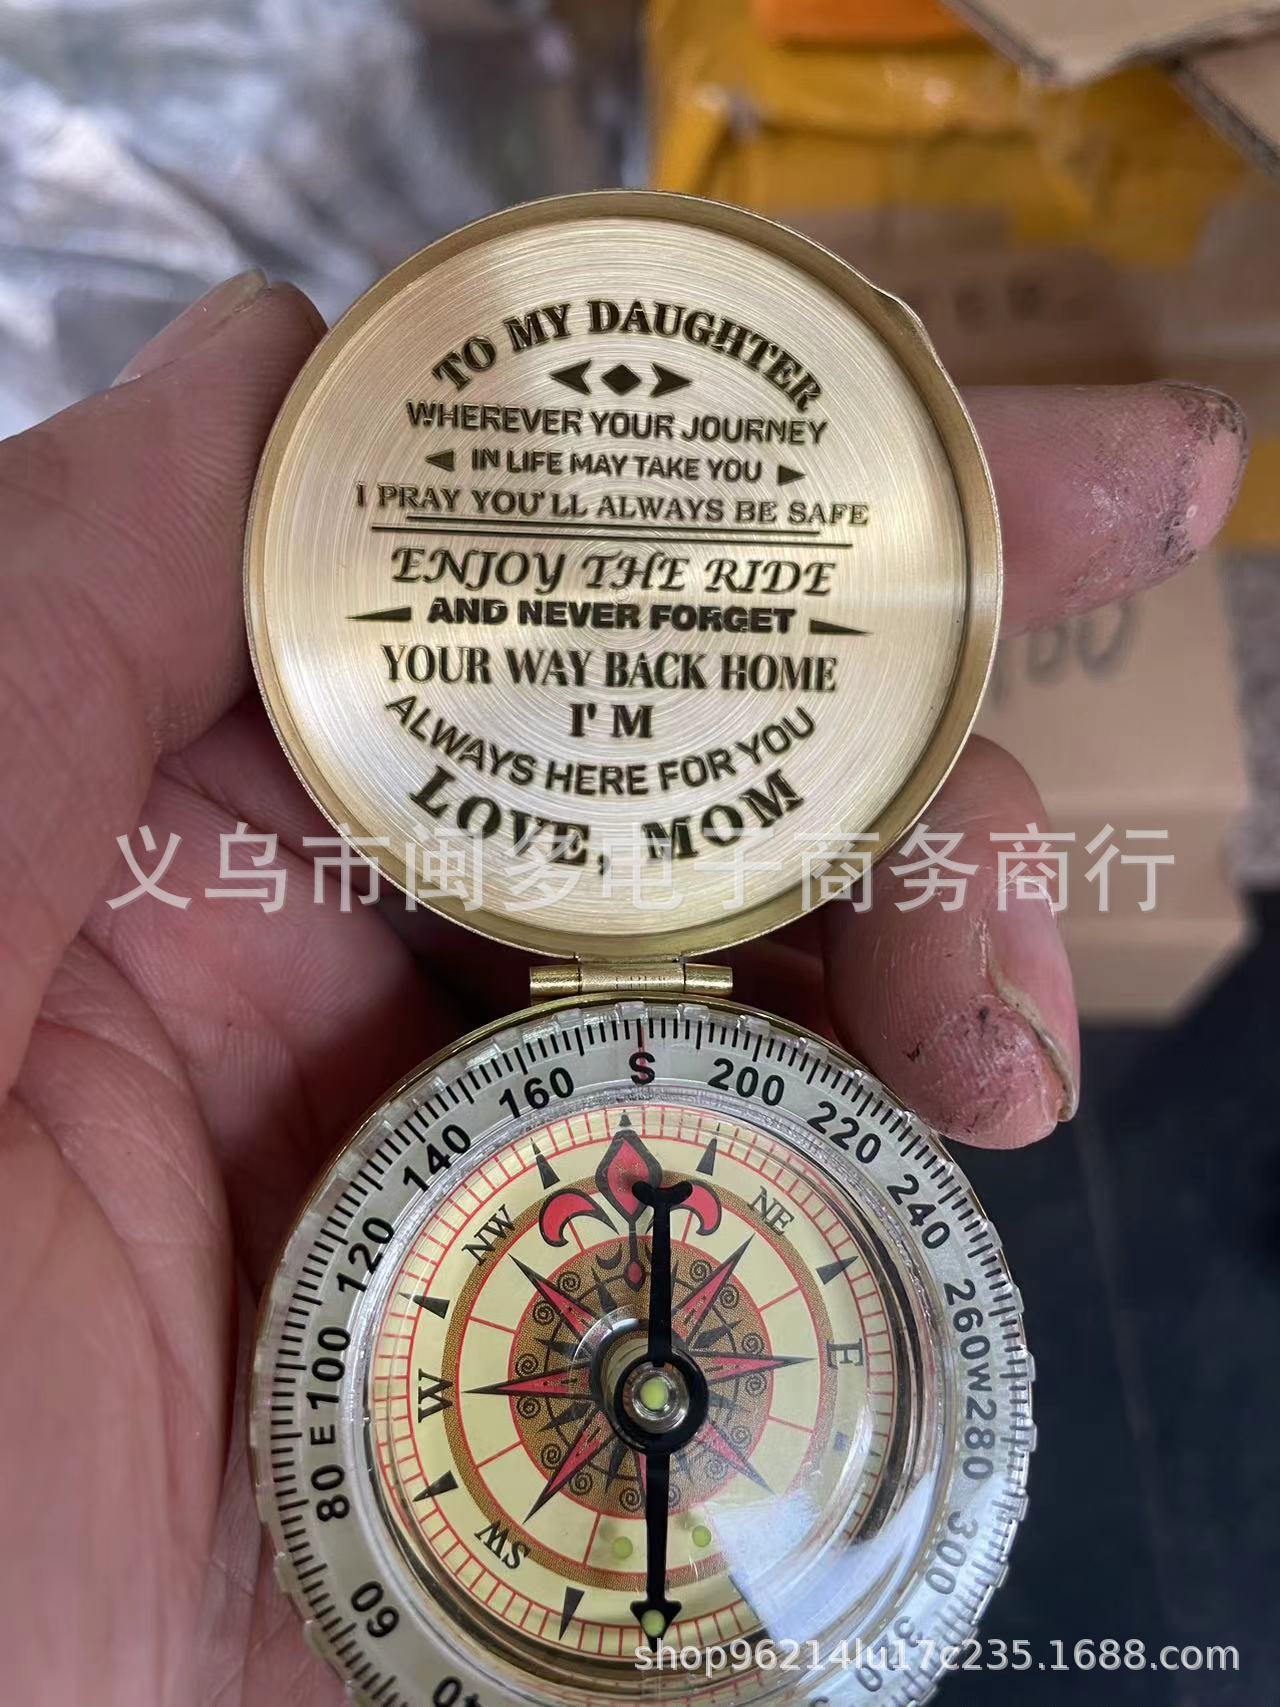 TO MY DAUGHTER
WHEREVER YOUR JOURNEY
IN LIFE MAY TAKE YOU
I PRAY YOU'LL ALWAYS BE SAFE
ENJOY THE RIDE
AND NEVER FORGET
YOUR WAY BACK HOME
I'M
ALWAYS HERE FOR YOU
LOVE, MOM
义乌市闽多电子商务商行
40 60 80 E 100 120 140 160 S 200 220 240 260 W 280 300
NW NE
W E
SW
shop96214lu17c235.1688.com